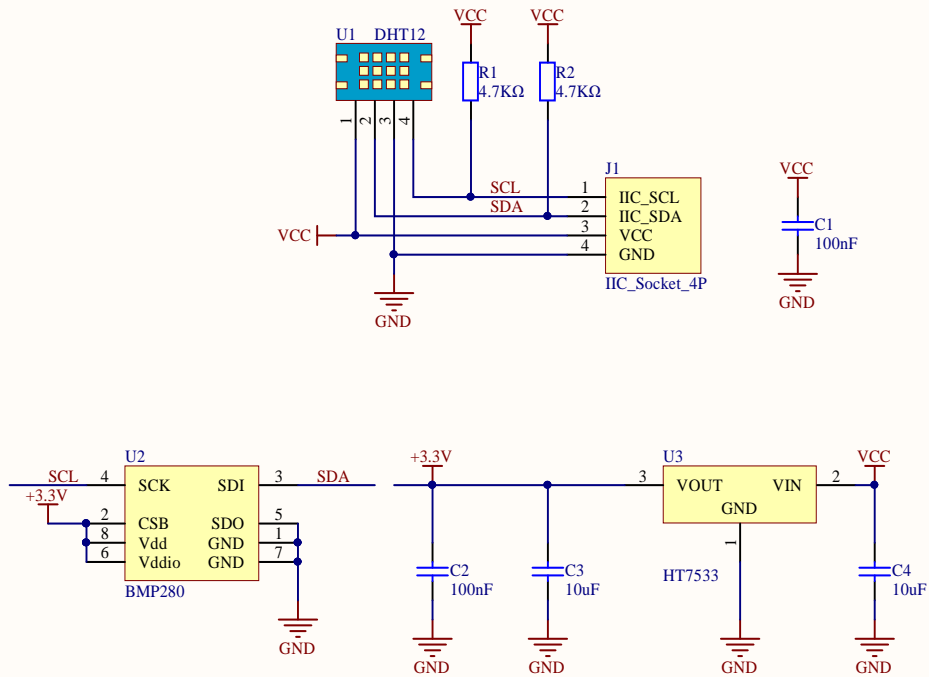 VCC
VCC
U1 DHT12
R1
4.7KΩ
R2
4.7KΩ
1
2
3
4
J1
SCL
1
IIC_SCL
SDA
2
IIC_SDA
VCC
3
VCC
4
GND
IIC_Socket_4P
GND
VCC
C1
100nF
GND
U2
SCL
4
SCK
SDI
3
SDA
+3.3V
2
CSB
SDO
5
8
Vdd
GND
1
6
Vddio
GND
7
BMP280
GND
+3.3V
U3
VCC
3
VOUT
VIN
2
GND
1
HT7533
C2
100nF
C3
10uF
C4
10uF
GND
GND
GND
GND